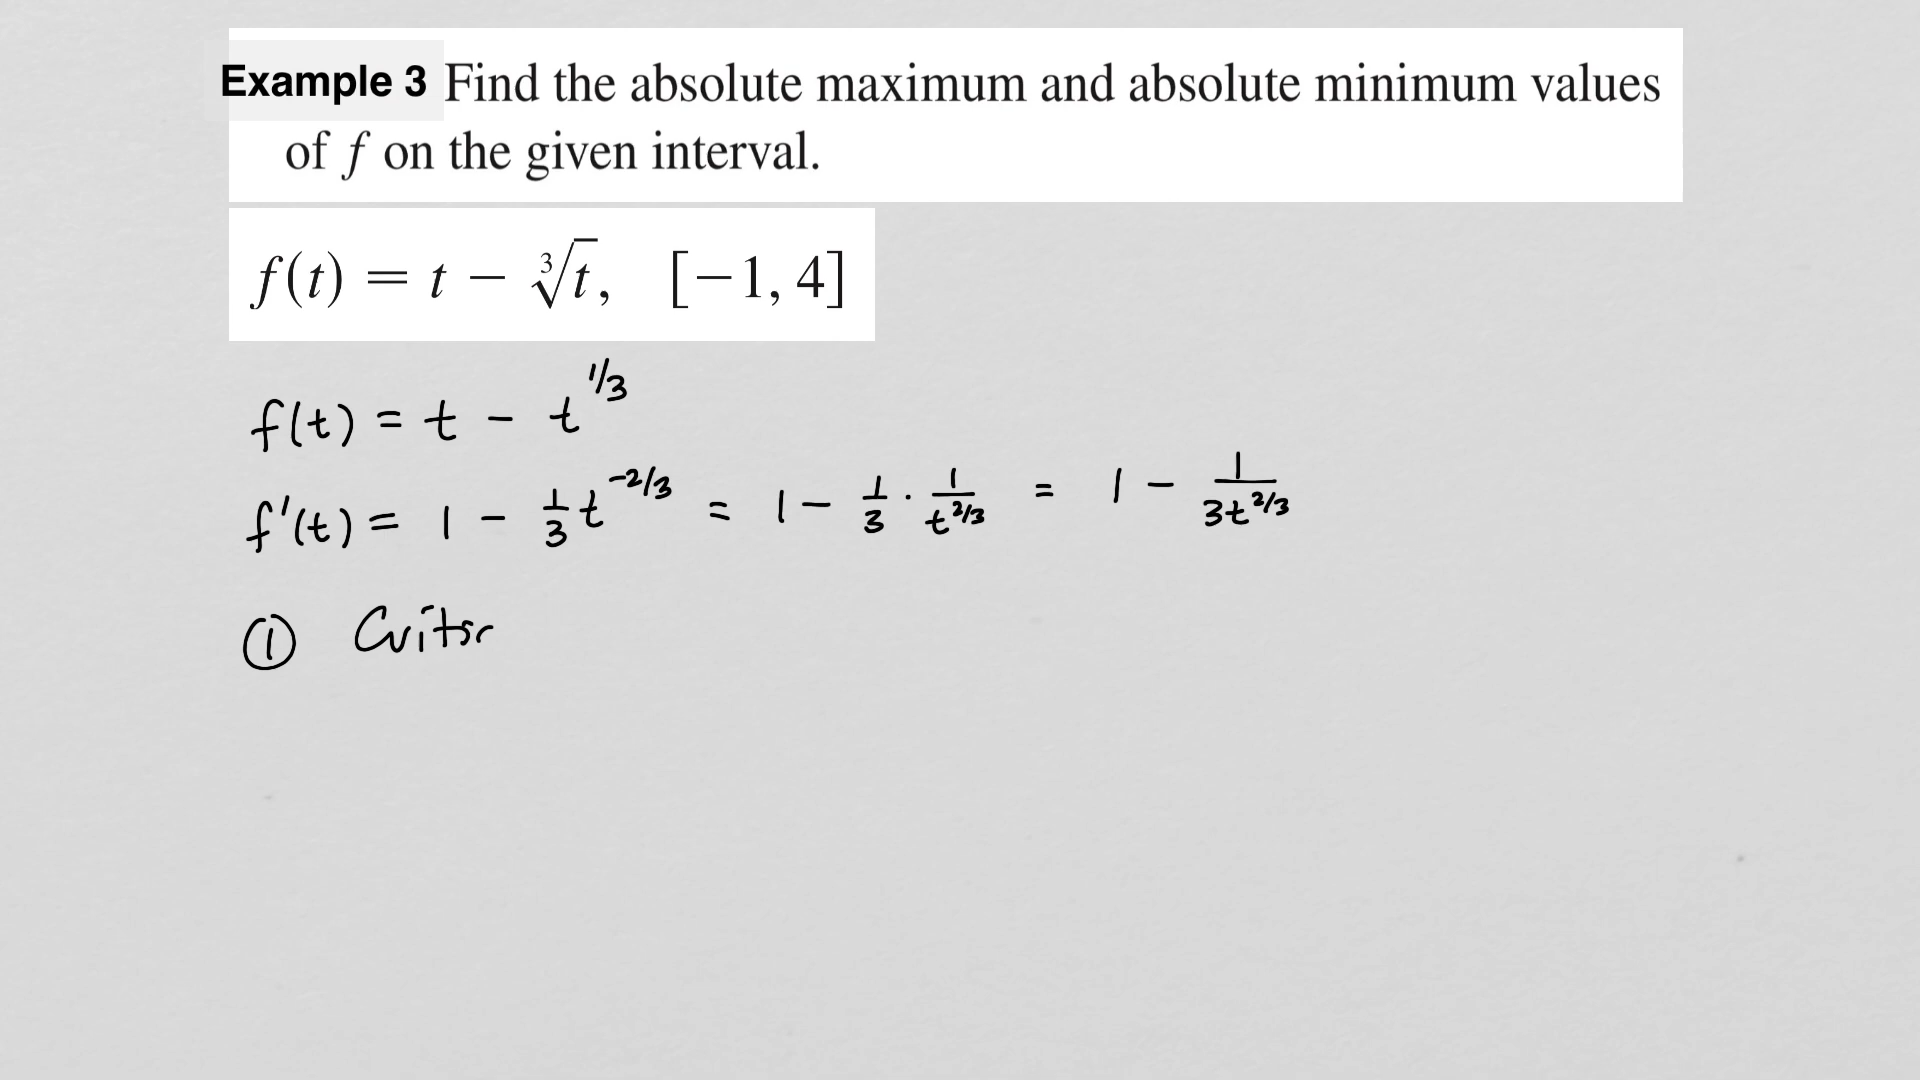 Example 3 Find the absolute maximum and absolute minimum values
of f on the given interval.
f(t) = t − ∛t, [−1, 4]
f(t) = t − t^{1/3}
f'(t) = 1 − 1/3 t^{-2/3} = 1 − 1/3 · 1/t^{2/3} = 1 − 1/(3t^{2/3})
①